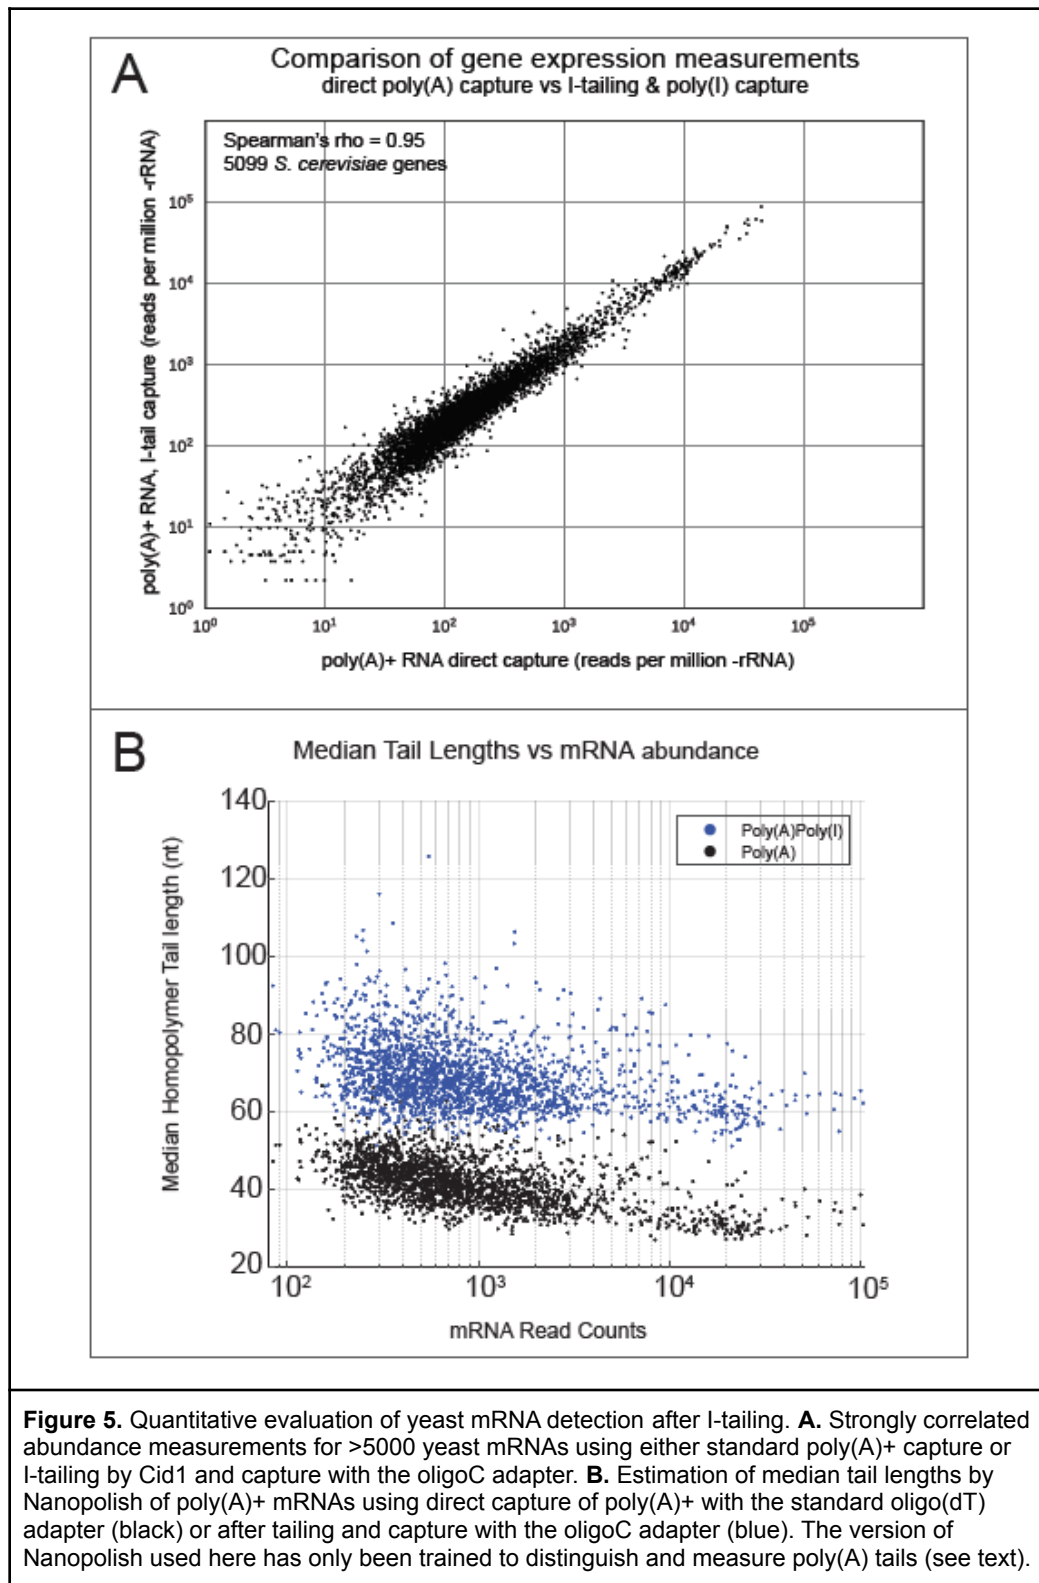 A
Comparison of gene expression measurements
direct poly(A) capture vs I-tailing & poly(I) capture
Spearman's rho = 0.95
5099 S. cerevisiae genes
poly(A)+ RNA, I-tail capture (reads per million -rRNA)
10⁵
10⁴
10³
10²
10¹
10⁰
10⁰ 10¹ 10² 10³ 10⁴ 10⁵
poly(A)+ RNA direct capture (reads per million -rRNA)
B
Median Tail Lengths vs mRNA abundance
Median Homopolymer Tail length (nt)
140
120
100
80
60
40
20
Poly(A)Poly(I)
Poly(A)
10² 10³ 10⁴ 10⁵
mRNA Read Counts
Figure 5. Quantitative evaluation of yeast mRNA detection after I-tailing. A. Strongly correlated
abundance measurements for >5000 yeast mRNAs using either standard poly(A)+ capture or
I-tailing by Cid1 and capture with the oligoC adapter. B. Estimation of median tail lengths by
Nanopolish of poly(A)+ mRNAs using direct capture of poly(A)+ with the standard oligo(dT)
adapter (black) or after tailing and capture with the oligoC adapter (blue). The version of
Nanopolish used here has only been trained to distinguish and measure poly(A) tails (see text).